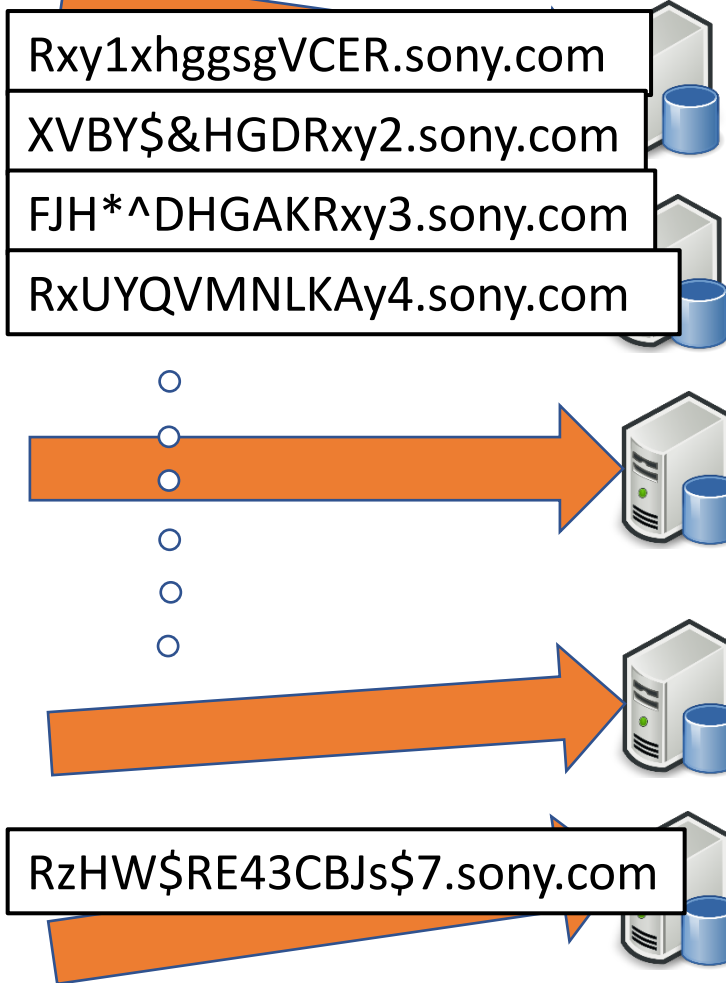 Rxy1xhggsgVCER.sony.com
XVBY$&HGDRxy2.sony.com
FJH*^DHGAKRxy3.sony.com
RxUYQVMNLKAy4.sony.com
RzHW$RE43CBJs$7.sony.com